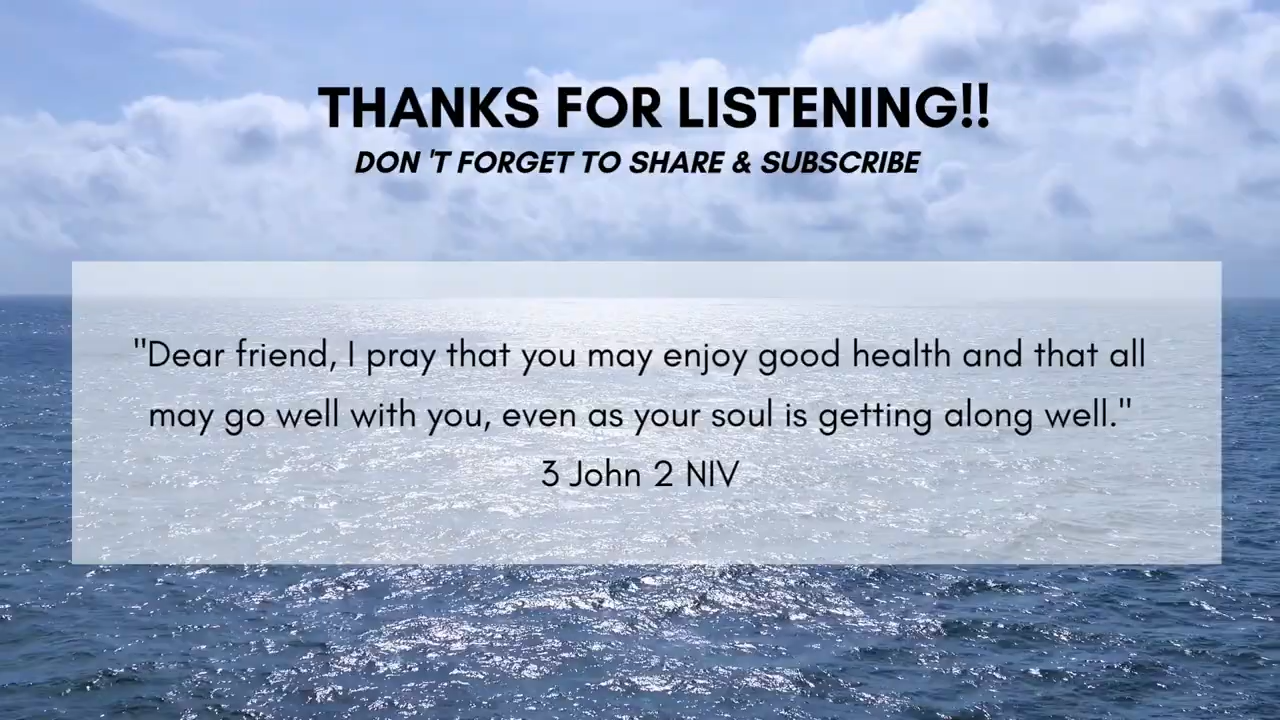 THANKS FOR LISTENING!!
DON 'T FORGET TO SHARE & SUBSCRIBE
"Dear friend, I pray that you may enjoy good health and that all
may go well with you, even as your soul is getting along well."
3 John 2 NIV